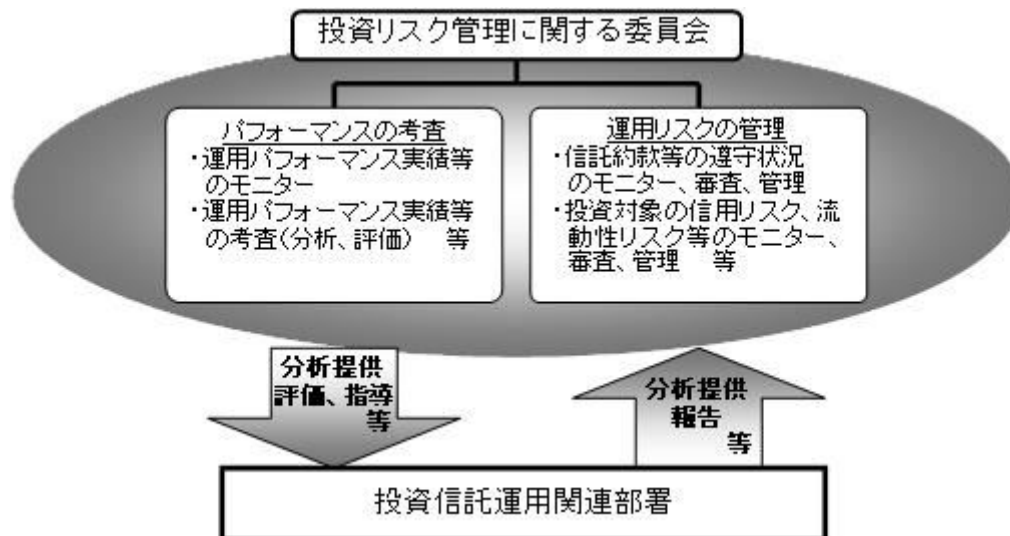 投資リスク管理に関する委員会
パフォーマンスの考査
・運用パフォーマンス実績等
のモニター
・運用パフォーマンス実績等
の考査(分析、評価) 等
運用リスクの管理
・信託約款等の遵守状況
のモニター、審査、管理
・投資対象の信用リスク、流
動性リスク等のモニター、
審査、管理 等
分析提供
評価、指導
等
分析提供
報告
等
投資信託運用関連部署